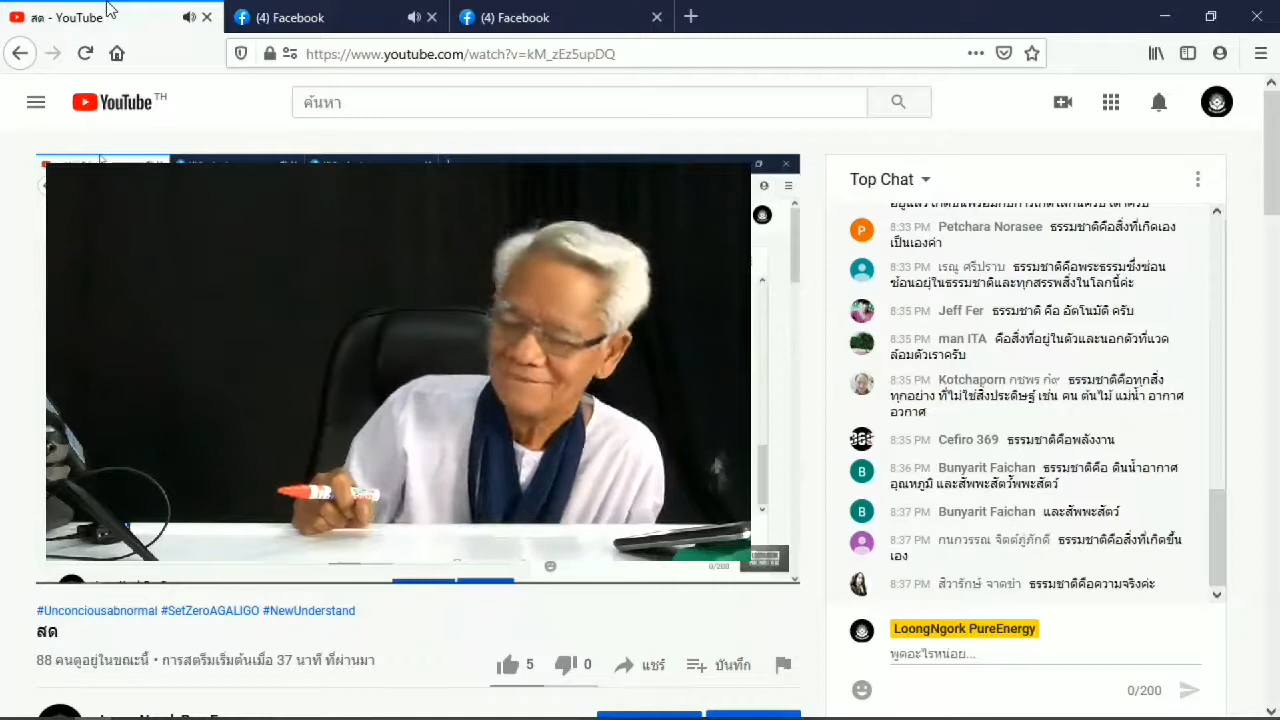 สด - YouTube
(4) Facebook
(4) Facebook
https://www.youtube.com/watch?v=kM_zEz5upDQ
YouTube TH
ค้นหา
Top Chat
8:33 PM Petchara Norasee ธรรมชาติคือสิ่งที่เกิดเอง
เป็นเองค่า
8:33 PM เรณู ศรีปราบ ธรรมชาติคือพระธรรมซึ่งซ่อน
ซ้อนอยุ่ในธรรมชาติและทุกสรรพสิ่งในโลกนี้ค่ะ
8:35 PM Jeff Fer ธรรมชาติ คือ อัตโนมัติ ครับ
8:35 PM man ITA คือสิ่งที่อยู่ในตัวและนอกตัวที่แวด
ล้อมตัวเราครับ
8:35 PM Kotchaporn กชพร ก้๙ ธรรมชาติคือทุกสิ่ง
ทุกอย่าง ที่ไม่ใช่สิ่งประดิษฐ์ เช่น คน ต้นไม้ แม่น้ำ อากาศ
อวกาศ
8:35 PM Cefiro 369 ธรรมชาติคือพลังงาน
8:36 PM Bunyarit Faichan ธรรมชาติคือ ดินน้ำอากาศ
อุณหภูมิ และสัพพะสัตว์ัพพะสัตว์
8:37 PM Bunyarit Faichan และสัพพะสัตว์
8:37 PM กนกวรรณ จิตต์ภู่ภักดี ธรรมชาติคือสิ่งที่เกิดขึ้น
เอง
8:37 PM สิวารักษ์ จาดขำ ธรรมชาติคือความจริงค่ะ
LoongNgork PureEnergy
พูดอะไรหน่อย...
0/200
0/200
#Unconciousabnormal #SetZeroAGALIGO #NewUnderstand
สด
88 คนดูอยู่ในขณะนี้ • การสตรีมเริ่มต้นเมื่อ 37 นาที ที่ผ่านมา
5
0
แชร์
บันทึก